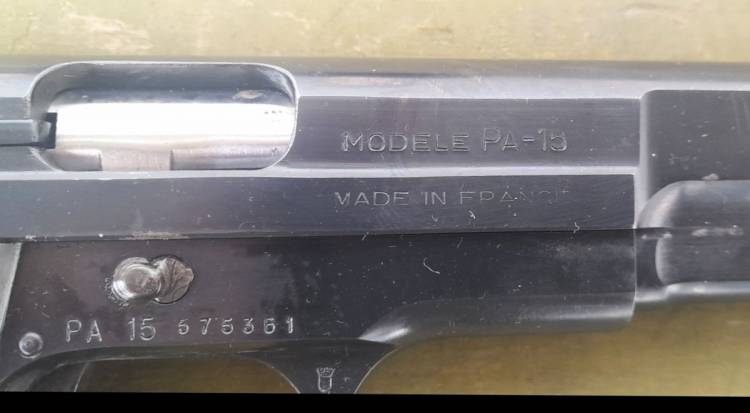 MODELE PA-15
MADE IN FRANCE
PA 15 575361